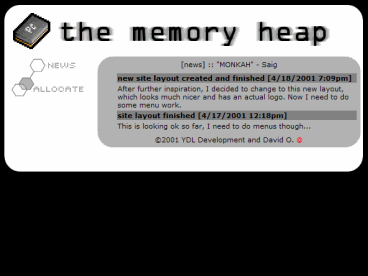 the memory heap
NEWS
ALLOCATE
[news] :: "MONKAH" - Saig
new site layout created and finished [4/18/2001 7:09pm]
After further inspiration, I decided to change to this new layout,
which looks much nicer and has an actual logo. Now I need to do
some menu work.
site layout finished [4/17/2001 12:18pm]
This is looking ok so far, I need to do menus though...
©2001 YDL Development and David O. @